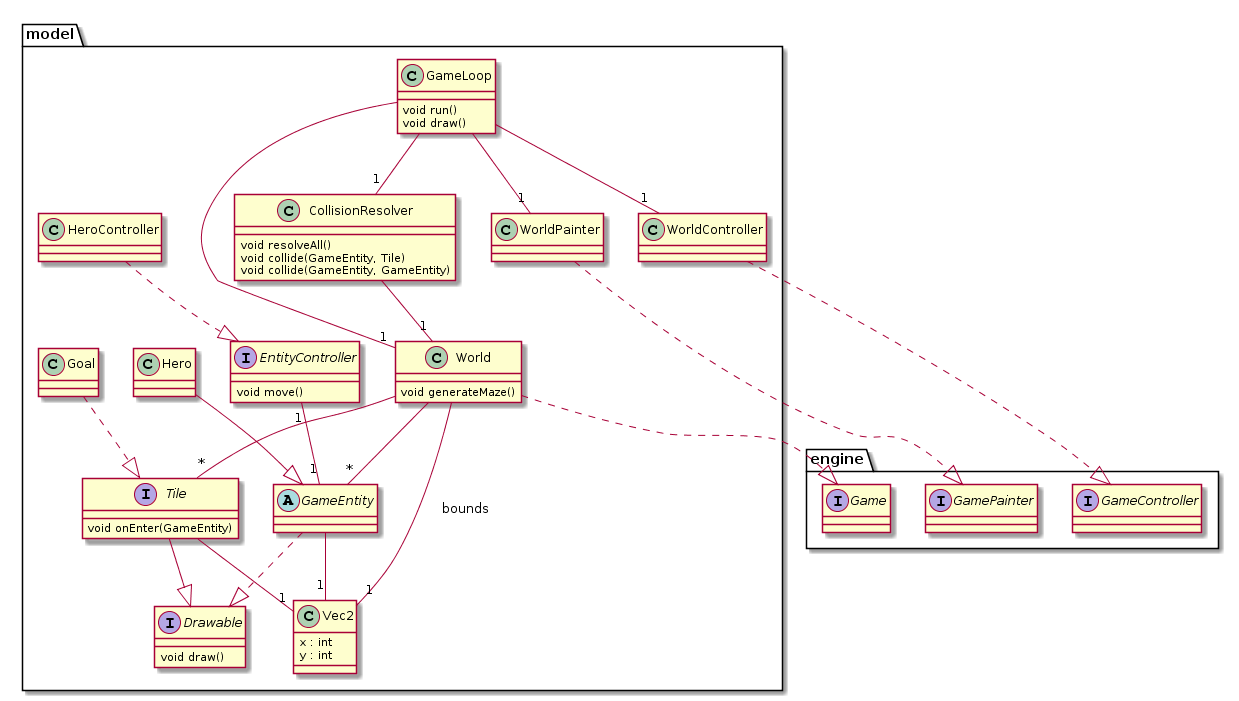 model
C GameLoop
void run()
void draw()
1
1
1
C CollisionResolver
void resolveAll()
void collide(GameEntity, Tile)
void collide(GameEntity, GameEntity)
C HeroController
C WorldPainter
C WorldController
1
1
C Goal
C Hero
I EntityController
void move()
C World
void generateMaze()
1
*
1
*
engine
I Tile
void onEnter(GameEntity)
A GameEntity
bounds
I Game
I GamePainter
I GameController
1
1
1
I Drawable
void draw()
C Vec2
x : int
y : int